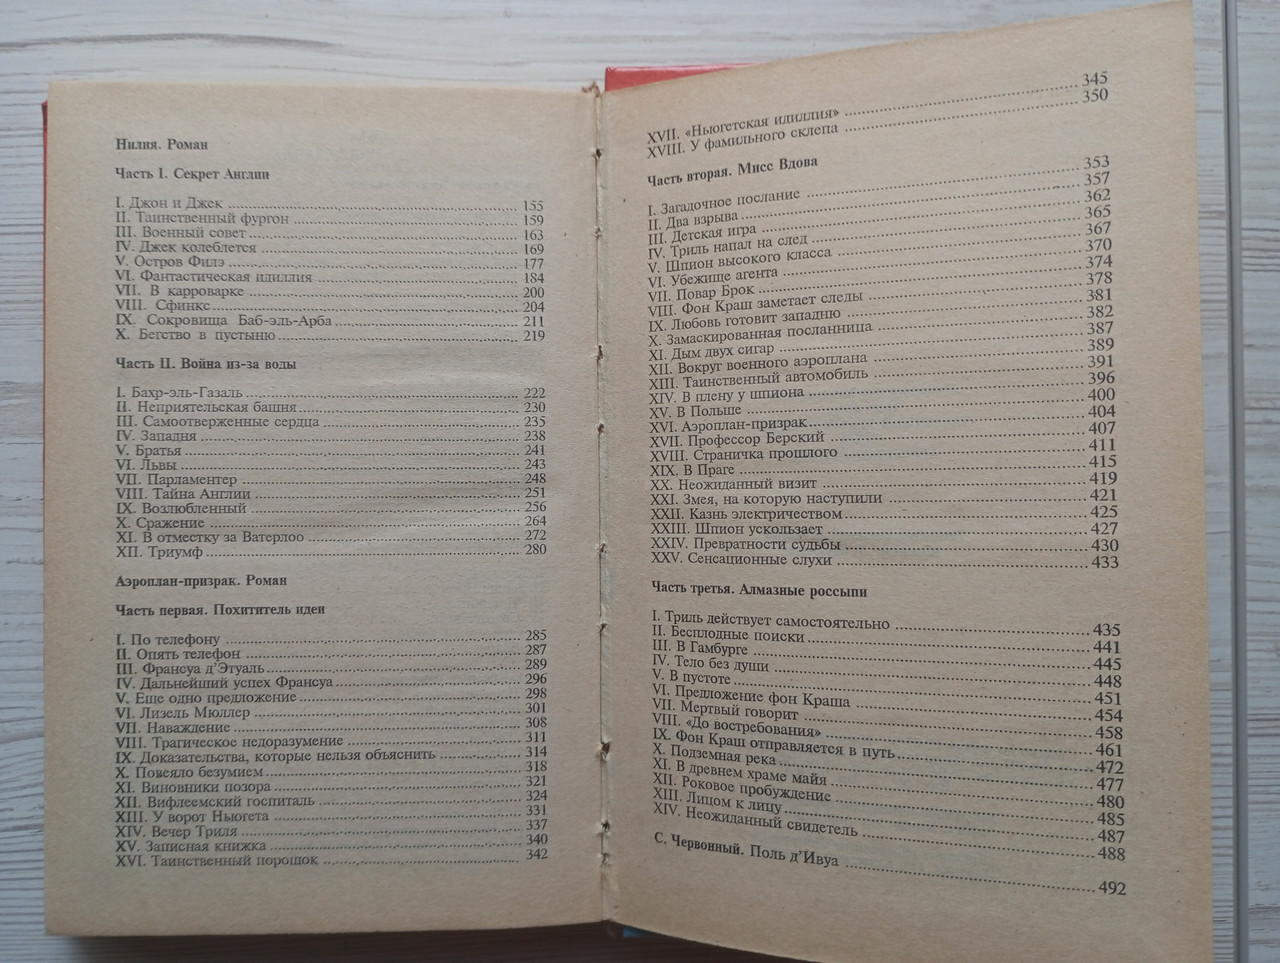 Нилия. Роман
Часть I. Секрет Англии
I. Джон и Джек 155
II. Таинственный фургон 159
III. Военный совет 163
IV. Джек колеблется 169
V. Остров Филэ 177
VI. Фантастическая идиллия 184
VII. В карроварке 200
VIII. Сфинкс 204
IX. Сокровища Баб-эль-Арба 211
X. Бегство в пустыню 219
Часть II. Война из-за воды
I. Бахр-эль-Газаль 222
II. Неприятельская башня 230
III. Самоотверженные сердца 235
IV. Западня 238
V. Братья 241
VI. Львы 243
VII. Парламентер 248
VIII. Тайна Англии 251
IX. Возлюбленный 256
X. Сражение 264
XI. В отместку за Ватерлоо 272
XII. Триумф 280
Аэроплан-призрак. Роман
Часть первая. Похититель идеи
I. По телефону 285
II. Опять телефон 287
III. Франсуа д'Этуаль 289
IV. Дальнейший успех Франсуа 296
V. Еще одно предложение 298
VI. Лизель Мюллер 301
VII. Наваждение 308
VIII. Трагическое недоразумение 311
IX. Доказательства, которые нельзя объяснить 314
X. Повеяло безумием 318
XI. Виновники позора 321
XII. Вифлеемский госпиталь 324
XIII. У ворот Ньюгета 331
XIV. Вечер Триля 337
XV. Записная книжка 340
XVI. Таинственный порошок 342
XVII. «Ньюгетская идиллия» 345
XVIII. У фамильного склепа 350
Часть вторая. Мисс Вдова
I. Загадочное послание 353
II. Два взрыва 357
III. Детская игра 362
IV. Триль напал на след 365
V. Шпион высокого класса 367
VI. Убежище агента 370
VII. Повар Брок 374
VIII. Фон Краш заметает следы 378
IX. Любовь готовит западню 381
X. Замаскированная посланница 382
XI. Дым двух сигар 387
XII. Вокруг военного аэроплана 389
XIII. Таинственный автомобиль 391
XIV. В плену у шпиона 396
XV. В Польше 400
XVI. Аэроплан-призрак 404
XVII. Профессор Берский 407
XVIII. Страничка прошлого 411
XIX. В Праге 415
XX. Неожиданный визит 419
XXI. Змея, на которую наступили 421
XXII. Казнь электричеством 425
XXIII. Шпион ускользает 427
XXIV. Превратности судьбы 430
XXV. Сенсационные слухи 433
Часть третья. Алмазные россыпи
I. Триль действует самостоятельно 435
II. Бесплодные поиски 441
III. В Гамбурге 445
IV. Тело без души 448
V. В пустоте 451
VI. Предложение фон Краша 454
VII. Мертвый говорит 458
VIII. «До востребования» 461
IX. Фон Краш отправляется в путь 472
X. Подземная река 477
XI. В древнем храме майя 480
XII. Роковое пробуждение 485
XIII. Лицом к лицу 487
XIV. Неожиданный свидетель 488
С. Червонный. Поль д'Ивуа 492